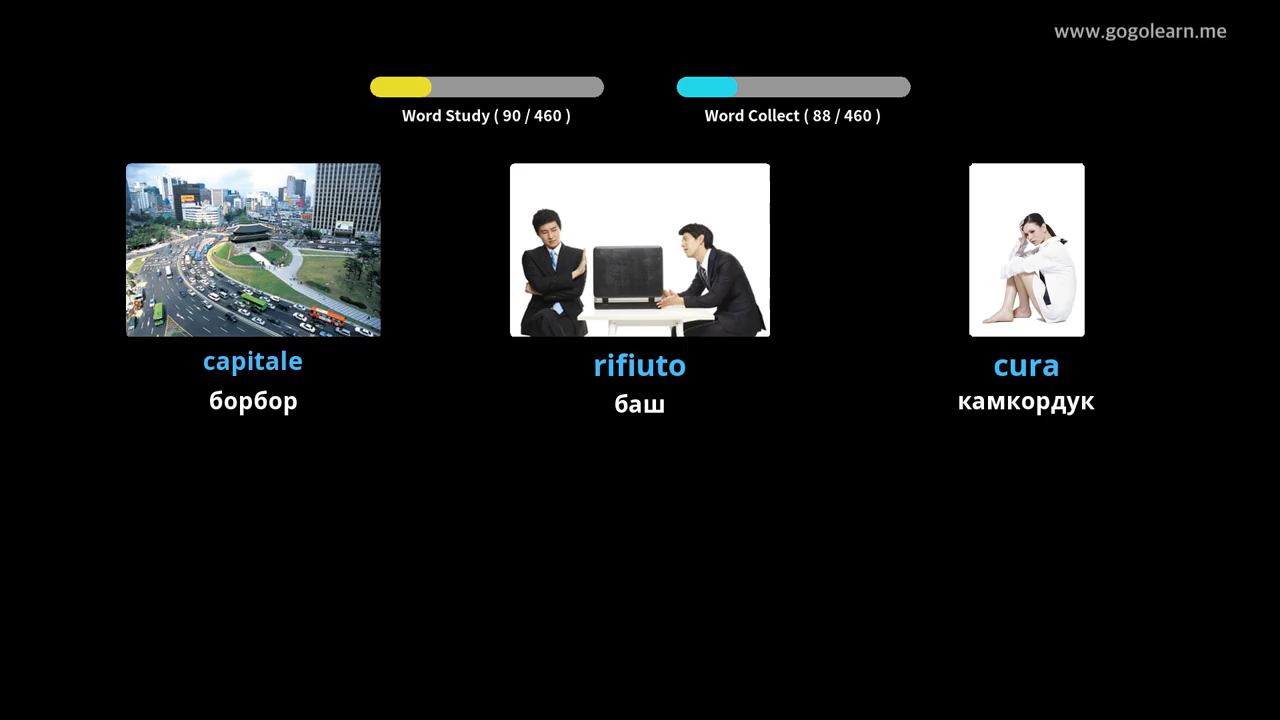 www.gogolearn.me
Word Study ( 90 / 460 )
Word Collect ( 88 / 460 )
capitale
борбор
rifiuto
баш
cura
камкордук